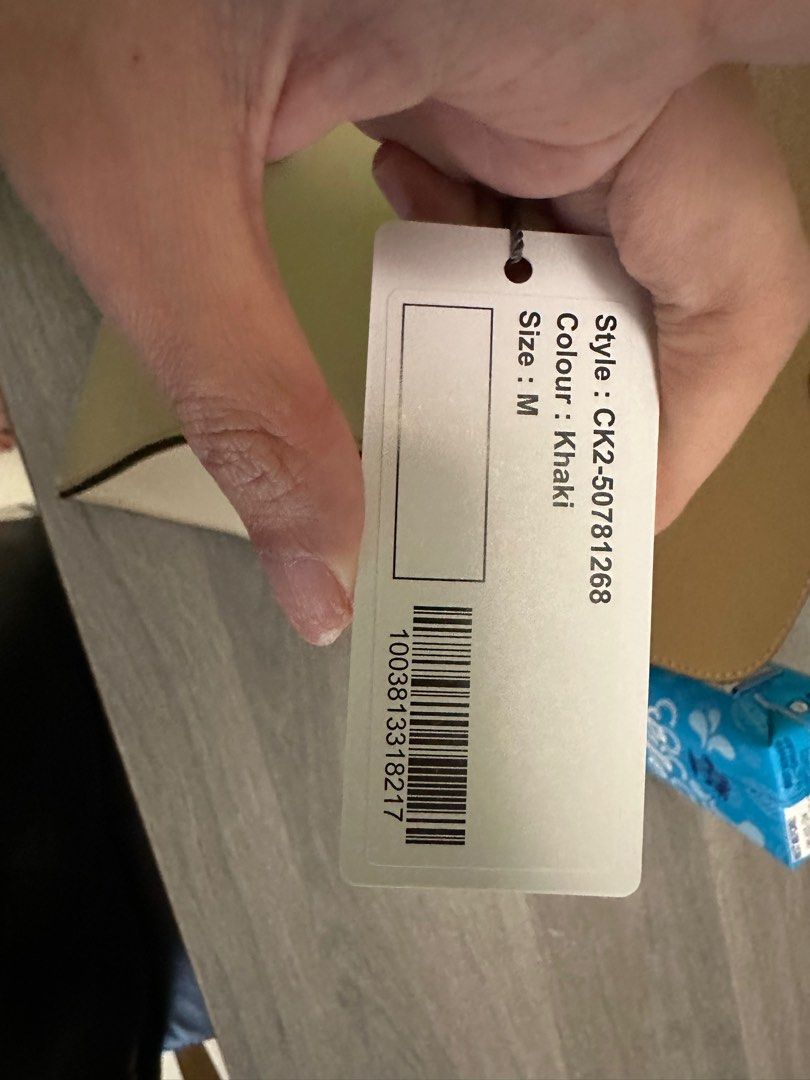 Style : CK2-50781268
Colour : Khaki
Size : M
1003813318217